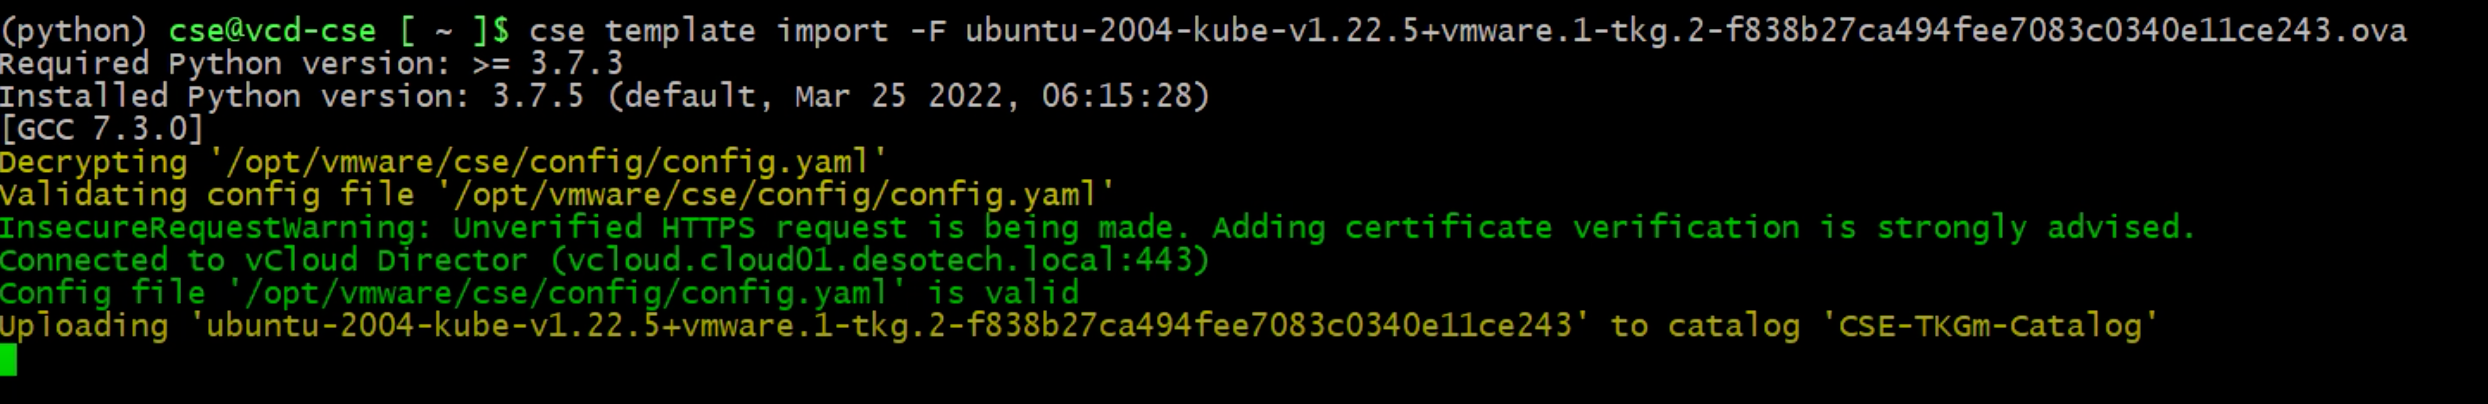 (python) cse@vcd-cse [ ~ ]$ cse template import -F ubuntu-2004-kube-v1.22.5+vmware.1-tkg.2-f838b27ca494fee7083c0340e11ce243.ova
Required Python version: >= 3.7.3
Installed Python version: 3.7.5 (default, Mar 25 2022, 06:15:28)
[GCC 7.3.0]
Decrypting '/opt/vmware/cse/config/config.yaml'
Validating config file '/opt/vmware/cse/config/config.yaml'
InsecureRequestWarning: Unverified HTTPS request is being made. Adding certificate verification is strongly advised.
Connected to vCloud Director (vcloud.cloud01.desotech.local:443)
Config file '/opt/vmware/cse/config/config.yaml' is valid
Uploading 'ubuntu-2004-kube-v1.22.5+vmware.1-tkg.2-f838b27ca494fee7083c0340e11ce243' to catalog 'CSE-TKGm-Catalog'